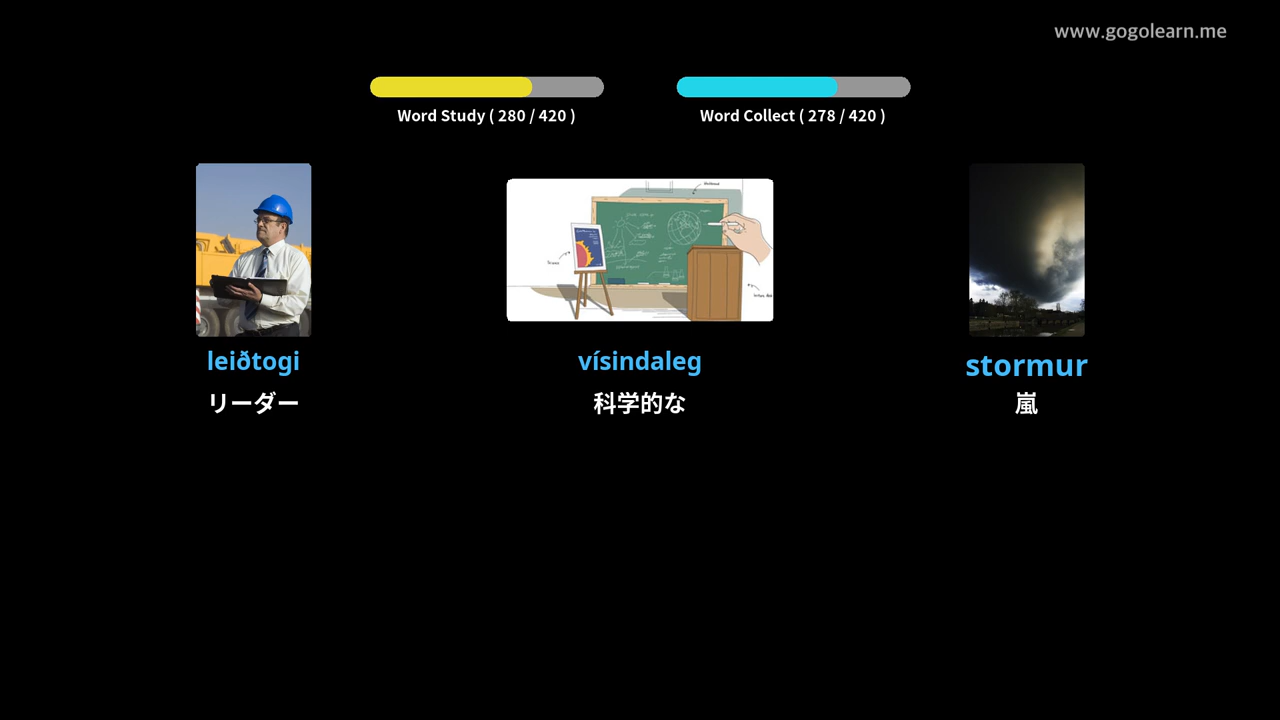 www.gogolearn.me
Word Study ( 280 / 420 )
Word Collect ( 278 / 420 )
leiðtogi
リーダー
vísindaleg
科学的な
stormur
嵐